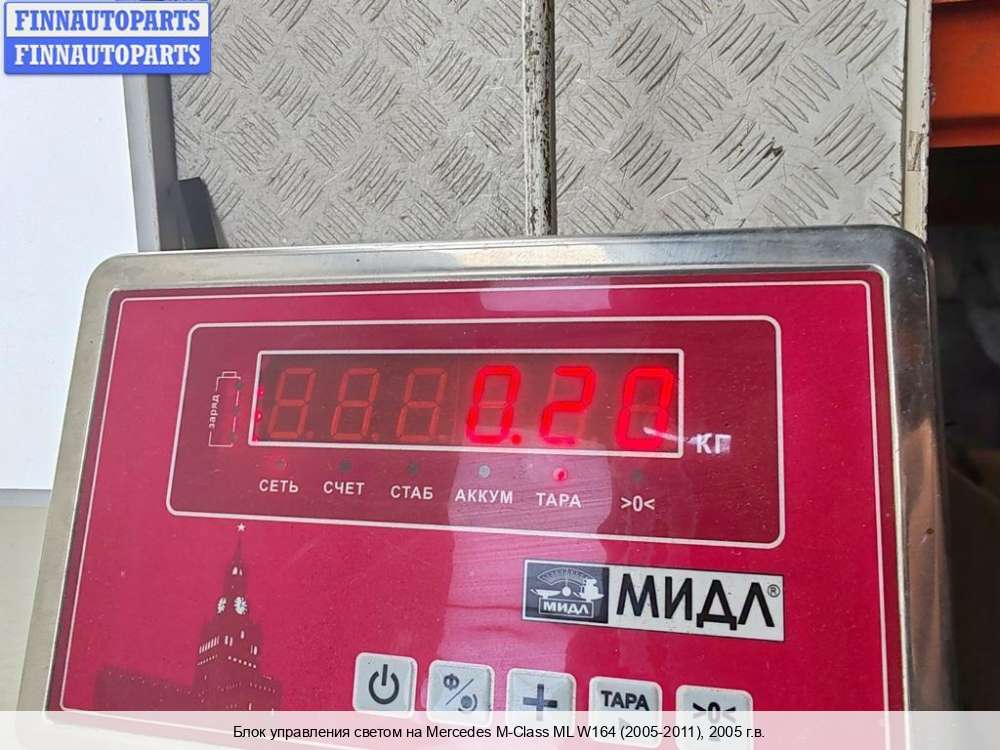 FINNAUTOPARTS
FINNAUTOPARTS
заряд
0.20
КГ
СЕТЬ СЧЕТ СТАБ АККУМ ТАРА >0<
МИДЛ МИДЛ®
Ф/ + ТАРА >0<
Блок управления светом на Mercedes M-Class ML W164 (2005-2011), 2005 г.в.